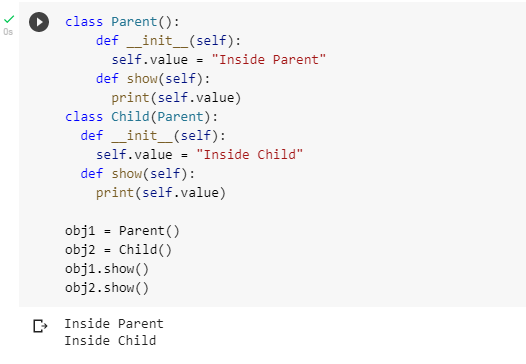 0s
class Parent():
    def __init__(self):
      self.value = "Inside Parent"
    def show(self):
      print(self.value)
class Child(Parent):
  def __init__(self):
    self.value = "Inside Child"
  def show(self):
    print(self.value)

obj1 = Parent()
obj2 = Child()
obj1.show()
obj2.show()
Inside Parent
Inside Child